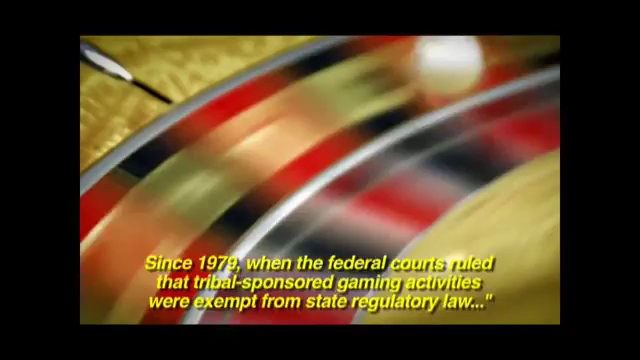 Since 1979, when the federal courts ruled
that tribal-sponsored gaming activities
were exempt from state regulatory law..."